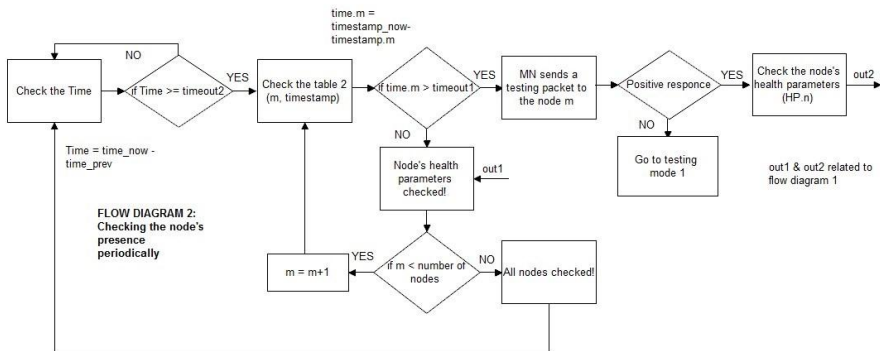 time.m =
timestamp_now-
timestamp.m
NO
YES
Check the Time
if Time >= timeout2
Check the table 2
(m, timestamp)
if time.m > timeout1
YES
MN sends a
testing packet to
the node m
Positive responce
YES
Check the node's
health parameters
(HP.n)
out2
NO
NO
Time = time_now -
time_prev
Node's health
parameters
checked!
out1
Go to testing
mode 1
out1 & out2 related to
flow diagram 1
FLOW DIAGRAM 2:
Checking the node's
presence
periodically
YES
NO
m = m+1
if m < number of
nodes
All nodes checked!